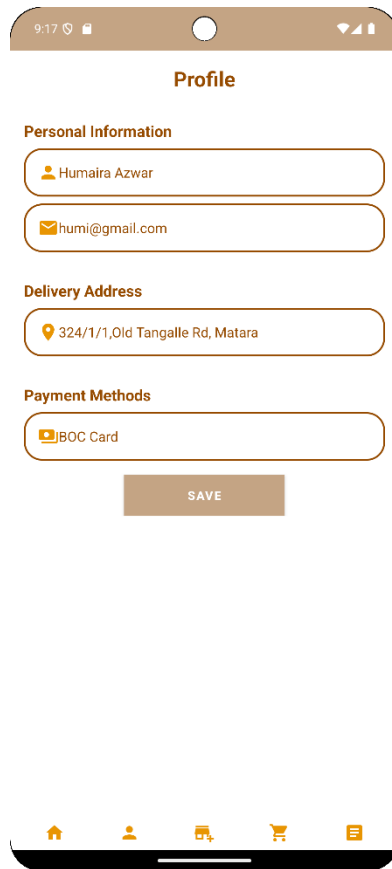 9:17
Profile
Personal Information
Humaira Azwar
humi@gmail.com
Delivery Address
324/1/1,Old Tangalle Rd, Matara
Payment Methods
BOC Card
SAVE